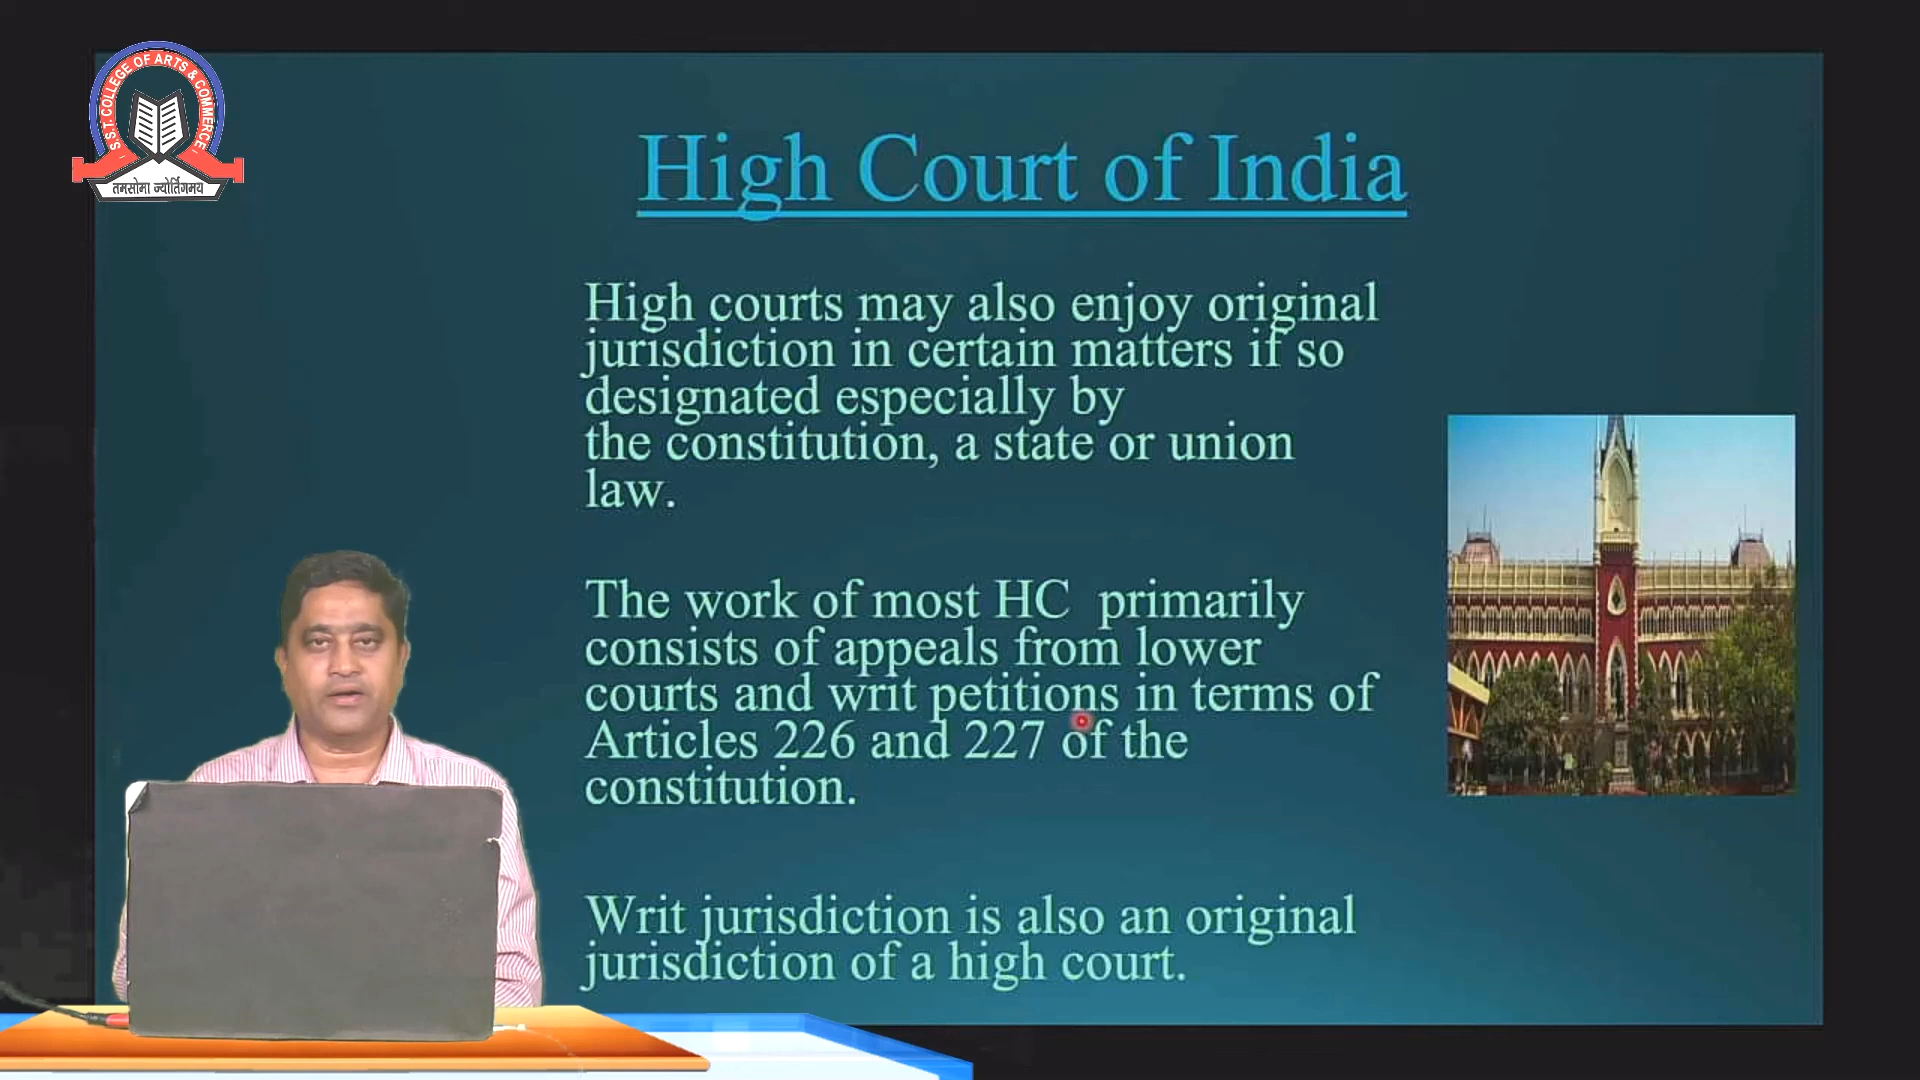 S.S.T. COLLEGE OF ARTS & COMMERCE
तमसोमा ज्योर्तिगमय
High Court of India
High courts may also enjoy original
jurisdiction in certain matters if so
designated especially by
the constitution, a state or union
law.
The work of most HC primarily
consists of appeals from lower
courts and writ petitions in terms of
Articles 226 and 227 of the
constitution.
Writ jurisdiction is also an original
jurisdiction of a high court.